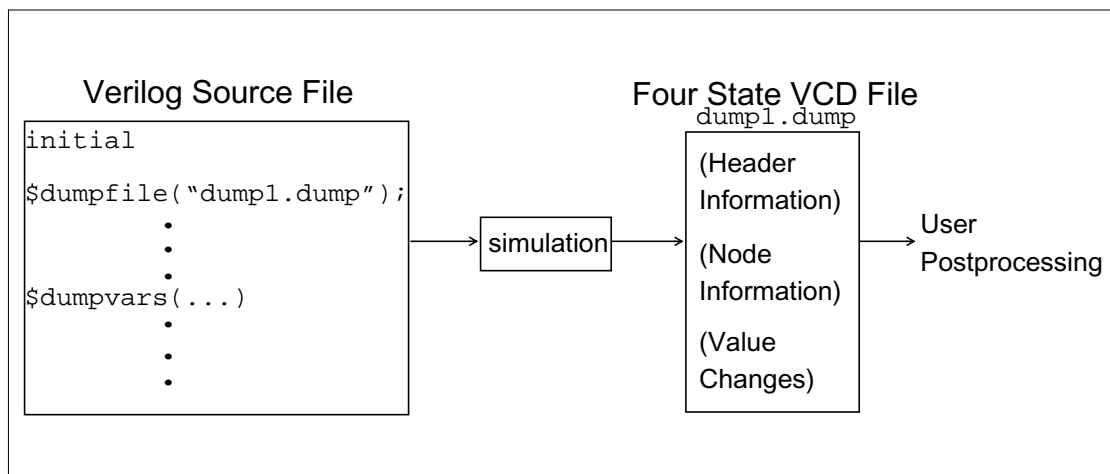 Verilog Source File
initial
$dumpfile(“dump1.dump”);
$dumpvars(...)
simulation
Four State VCD File
dump1.dump
(Header
Information)
(Node
Information)
(Value
Changes)
User
Postprocessing